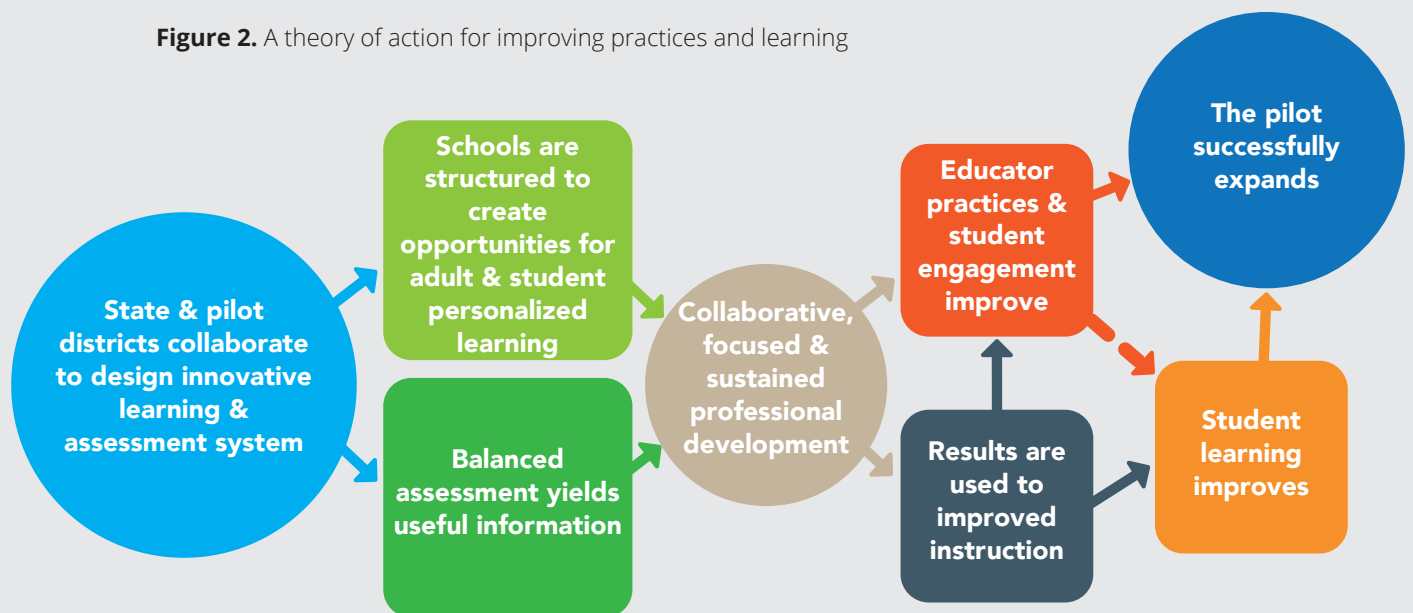 Figure 2. A theory of action for improving practices and learning
State & pilot
districts collaborate
to design innovative
learning &
assessment system
Schools are
structured to
create
opportunities for
adult & student
personalized
learning
Balanced
assessment yields
useful information
Collaborative,
focused &
sustained
professional
development
Educator
practices &
student
engagement
improve
Results are
used to
improved
instruction
Student
learning
improves
The pilot
successfully
expands